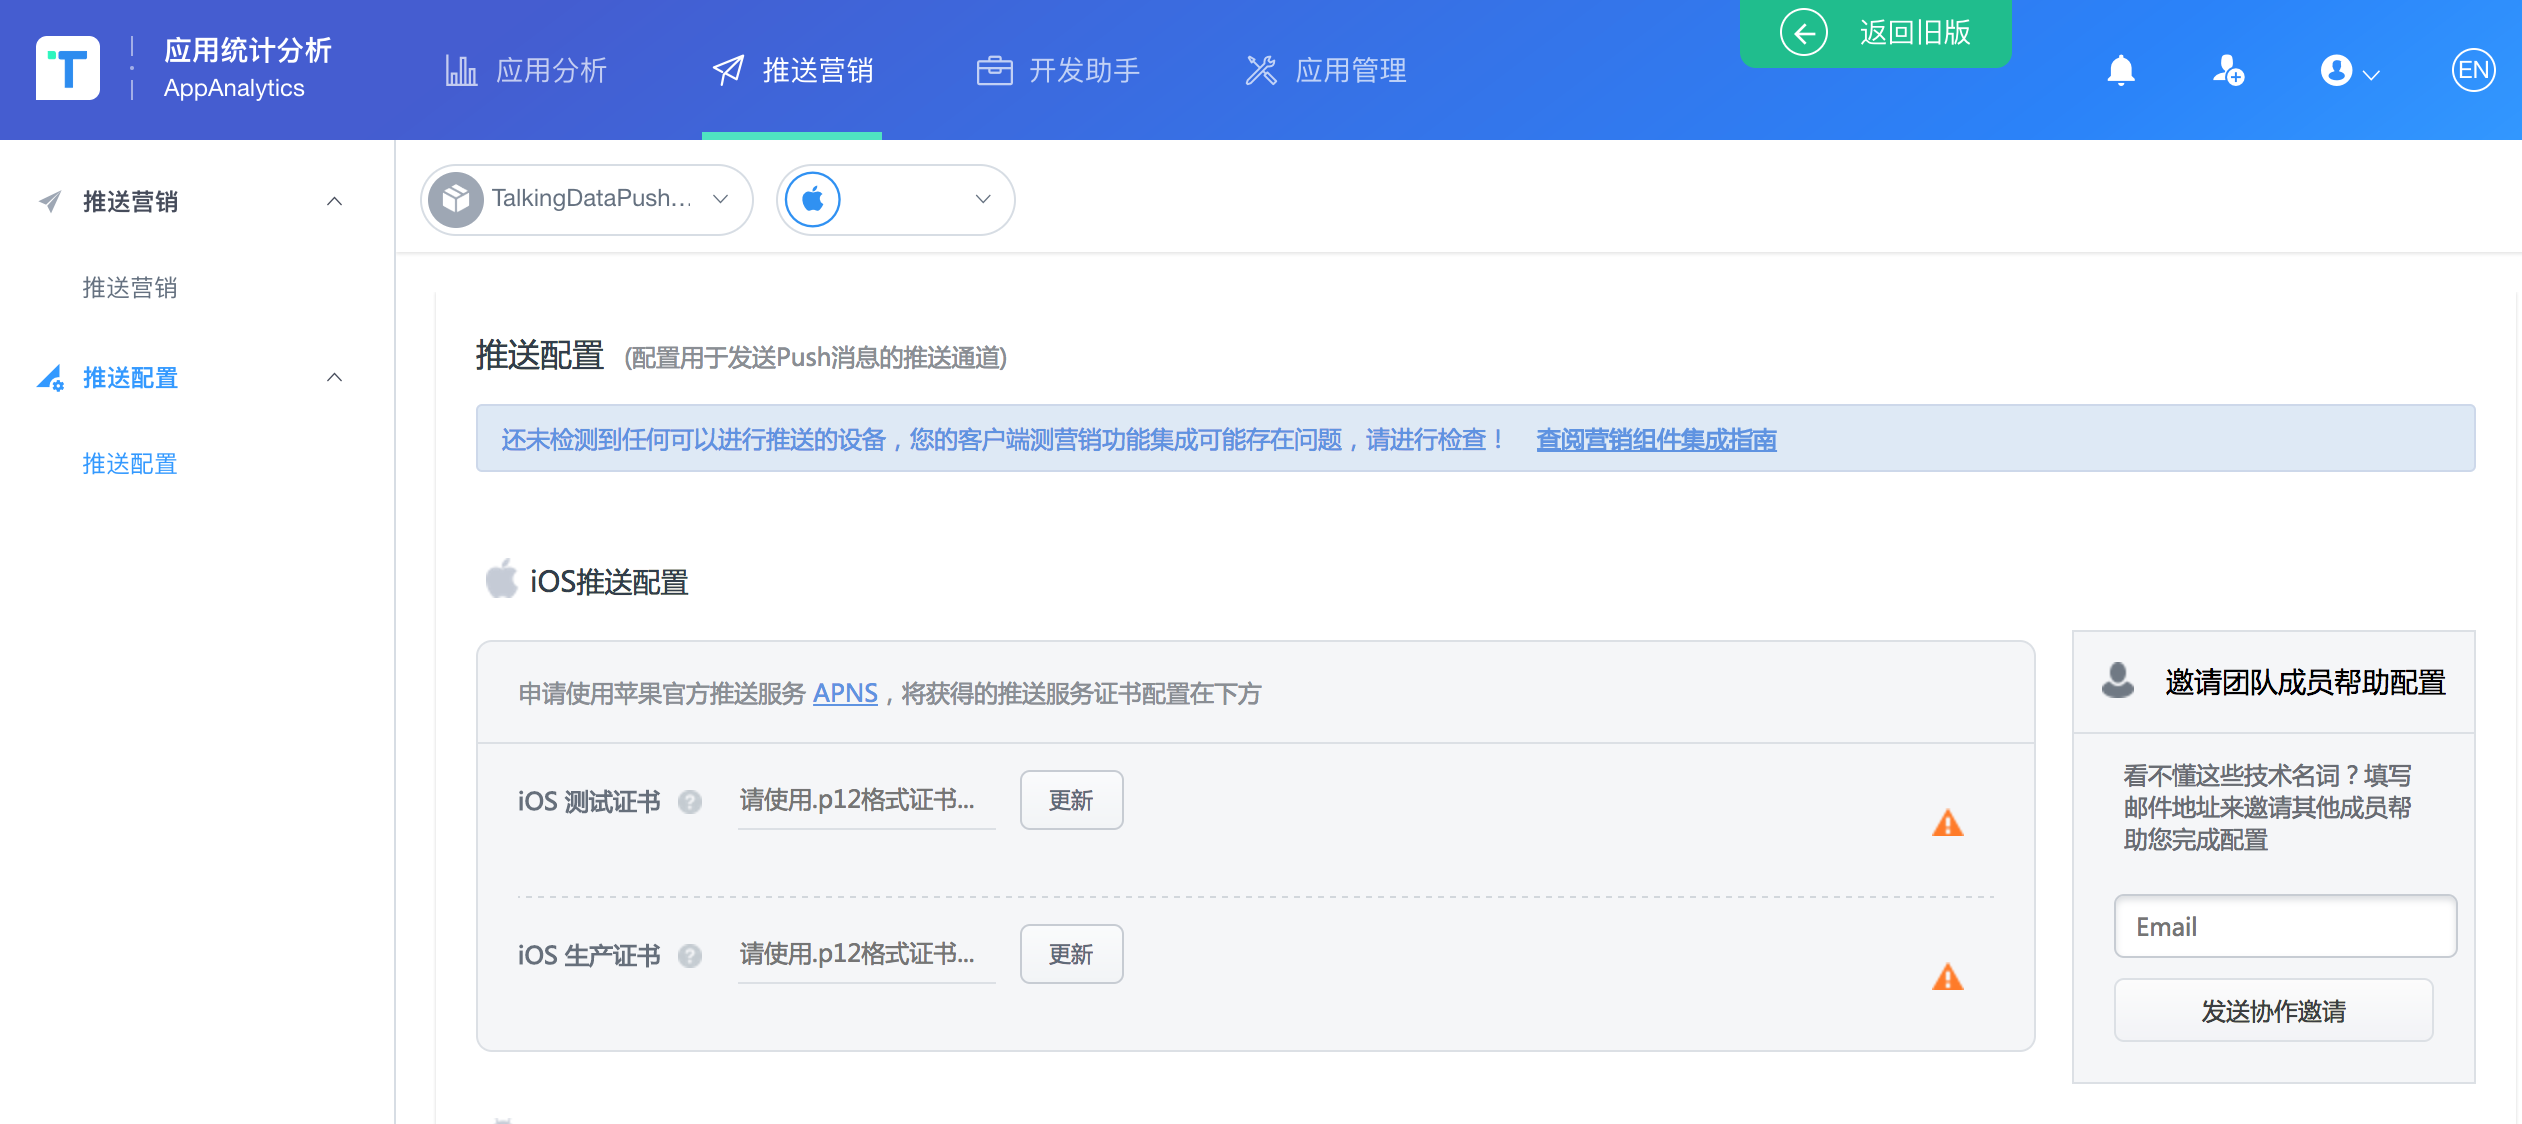 应用统计分析
AppAnalytics
应用分析
推送营销
开发助手
应用管理
返回旧版
EN
推送营销
推送营销
推送配置
推送配置
TalkingDataPush...
推送配置 (配置用于发送Push消息的推送通道)
还未检测到任何可以进行推送的设备，您的客户端测营销功能集成可能存在问题，请进行检查！ 查阅营销组件集成指南
iOS推送配置
申请使用苹果官方推送服务 APNS，将获得的推送服务证书配置在下方
iOS 测试证书 ? 请使用.p12格式证书... 更新
iOS 生产证书 ? 请使用.p12格式证书... 更新
邀请团队成员帮助配置
看不懂这些技术名词？填写
邮件地址来邀请其他成员帮
助您完成配置
Email
发送协作邀请